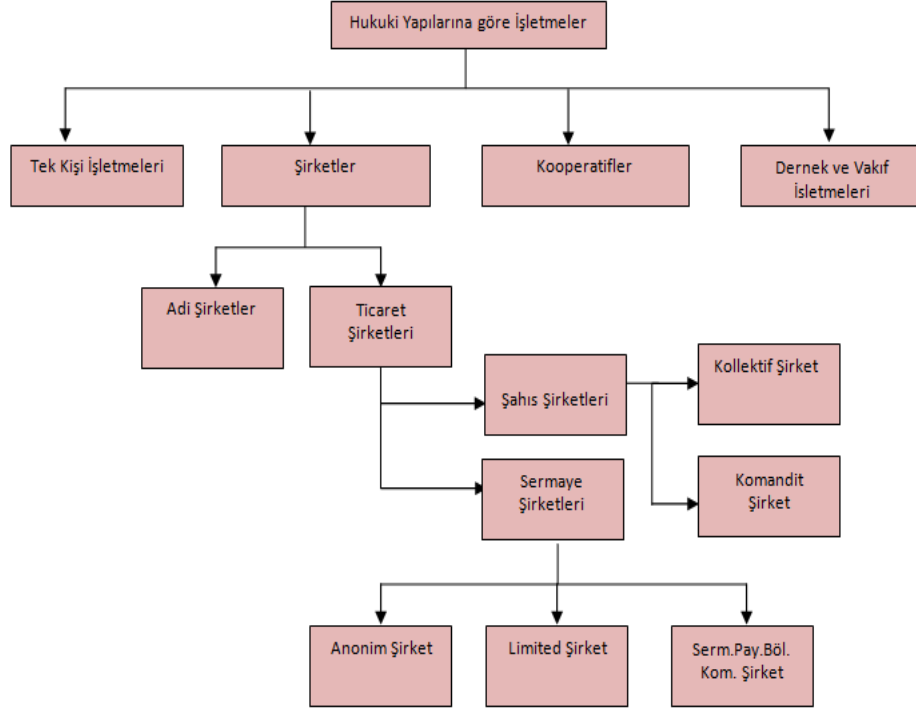 Hukuki Yapılarına göre İşletmeler
Tek Kişi İşletmeleri
Şirketler
Kooperatifler
Dernek ve Vakıf
İsletmeleri
Adi Şirketler
Ticaret
Şirketleri
Şahıs Şirketleri
Kollektif Şirket
Sermaye
Şirketleri
Komandit
Şirket
Anonim Şirket
Limited Şirket
Serm.Pay.Böl.
Kom. Şirket